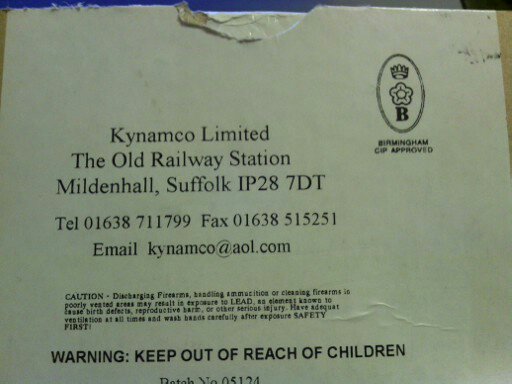 B
BIRMINGHAM
CIP APPROVED
Kynamco Limited
The Old Railway Station
Mildenhall, Suffolk IP28 7DT
Tel 01638 711799 Fax 01638 515251
Email kynamco@aol.com
CAUTION - Discharging Firearms, handling ammunition or cleaning firearms in
poorly vented areas may result in exposure to LEAD, an element known to
cause birth defects, reproductive harm, or other serious injury. Have adequat
ventilation at all times and wash hands carefully after exposure SAFETY
FIRST!
WARNING: KEEP OUT OF REACH OF CHILDREN
Batch No 05124